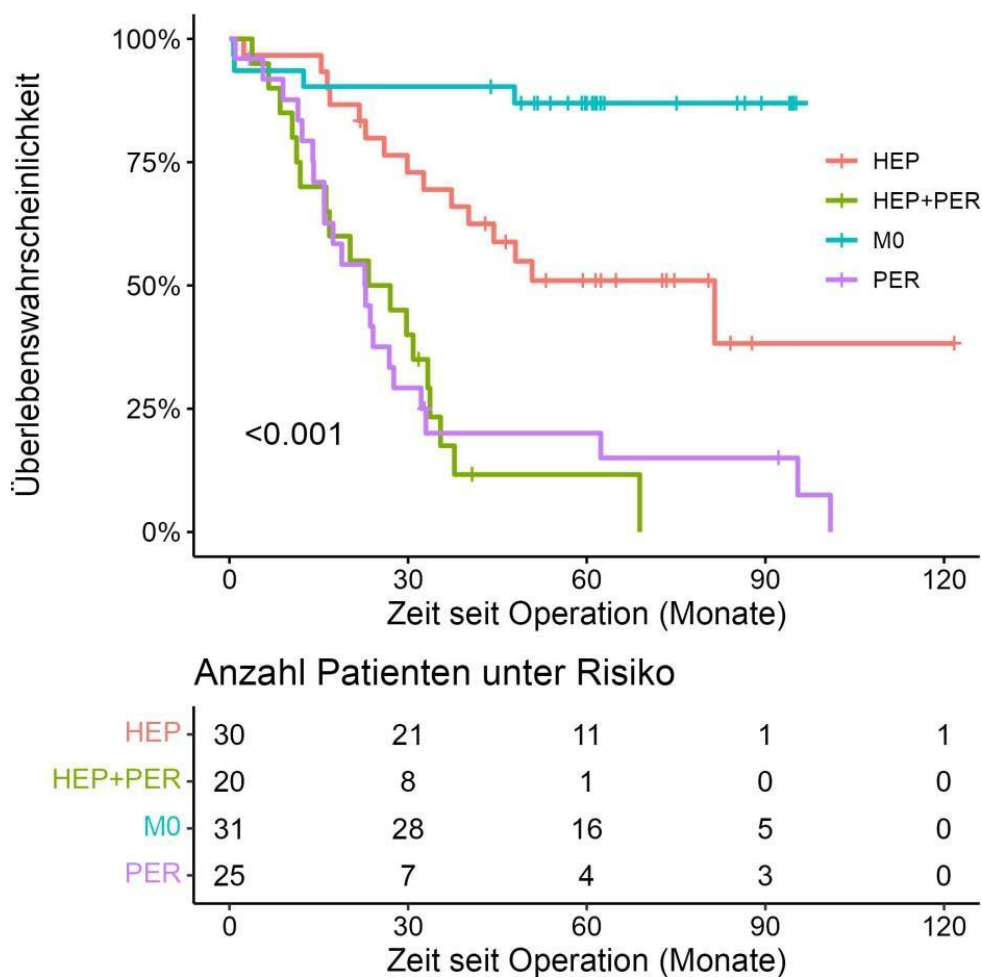 Überlebenswahrscheinlichkeit
100%
75%
50%
25%
0%
HEP
HEP+PER
M0
PER
<0.001
0 30 60 90 120
Zeit seit Operation (Monate)
Anzahl Patienten unter Risiko
HEP 30 21 11 1 1
HEP+PER 20 8 1 0 0
M0 31 28 16 5 0
PER 25 7 4 3 0
0 30 60 90 120
Zeit seit Operation (Monate)